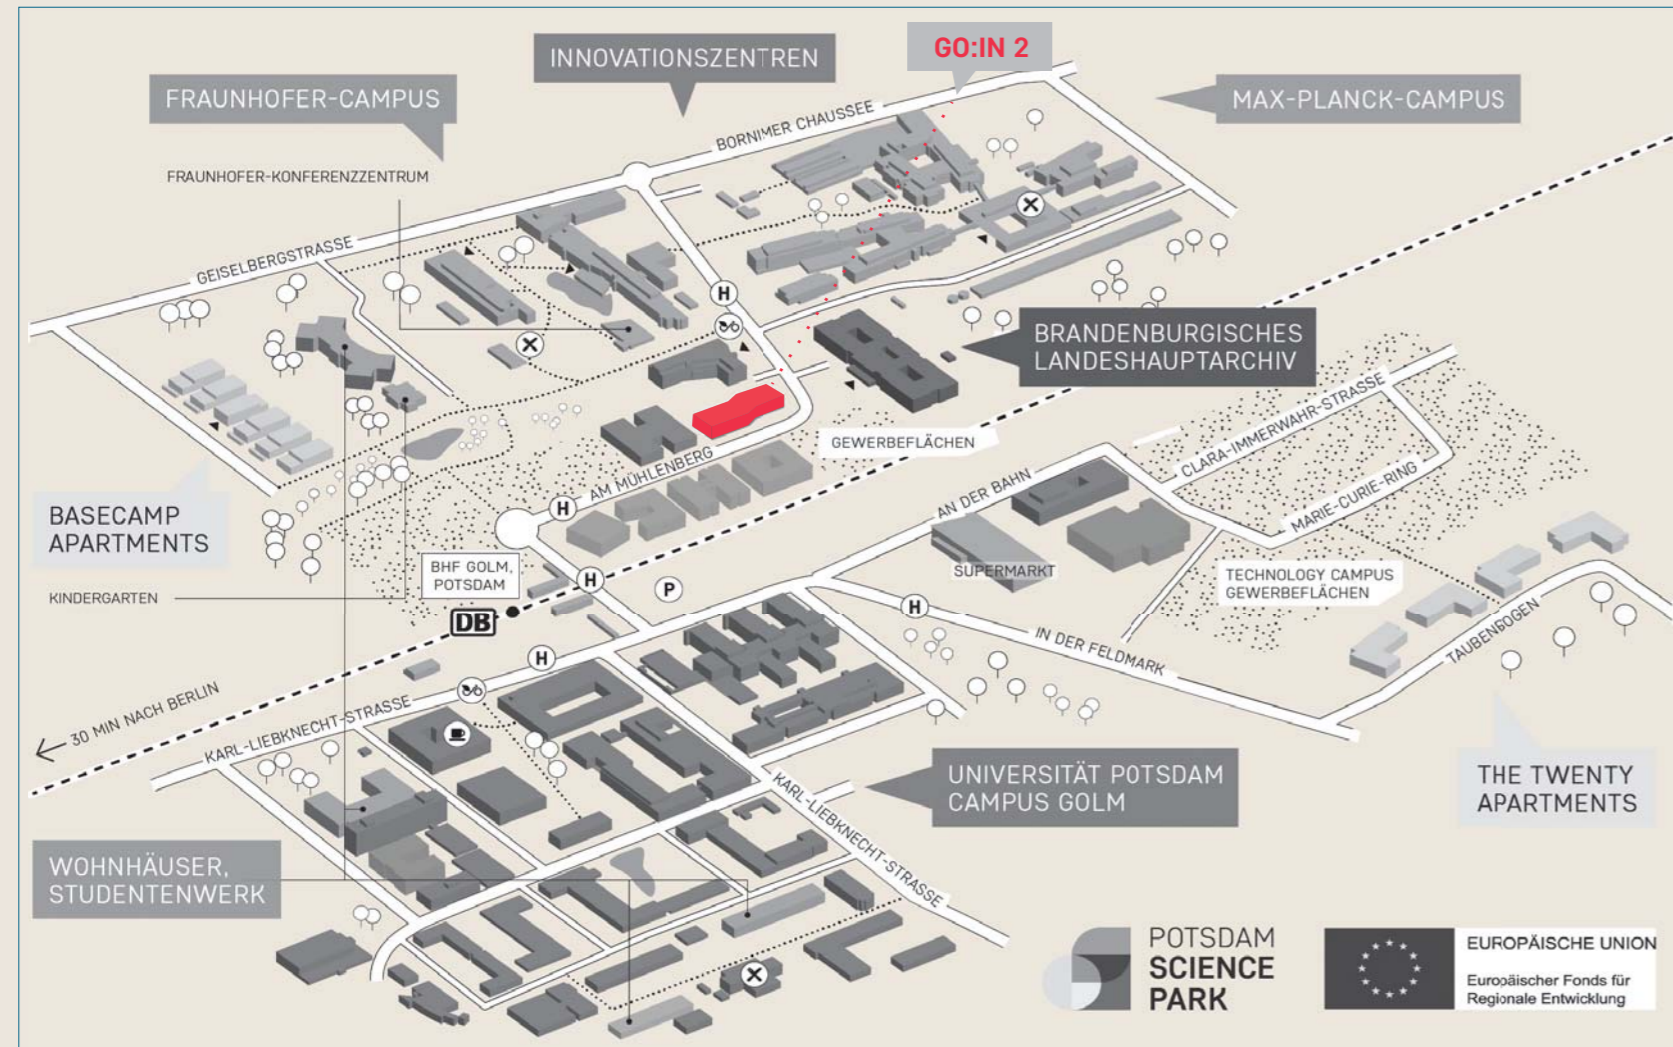 GO:IN 2
INNOVATIONSZENTREN
FRAUNHOFER-CAMPUS
MAX-PLANCK-CAMPUS
BORNIMER CHAUSSEE
FRAUNHOFER-KONFERENZZENTRUM
GEISELBERGSTRASSE
H
BRANDENBURGISCHES
LANDESHAUPTARCHIV
CLARA-IMMERWAHR-STRASSE
GEWERBEFLÄCHEN
AM MÜHLENBERG
MARIE-CURIE-RING
AN DER BAHN
BASECAMP
APARTMENTS
H
BHF GOLM,
POTSDAM
H
P
SUPERMARKT
TECHNOLOGY CAMPUS
GEWERBEFLÄCHEN
KINDERGARTEN
DB
H
TAUBENBOGEN
IN DER FELDMARK
H
30 MIN NACH BERLIN
KARL-LIEBKNECHT-STRASSE
UNIVERSITÄT POTSDAM
CAMPUS GOLM
THE TWENTY
APARTMENTS
KARL-LIEBKNECHT-STRASSE
WOHNHÄUSER,
STUDENTENWERK
POTSDAM
SCIENCE
PARK
EUROPÄISCHE UNION
Europäischer Fonds für
Regionale Entwicklung